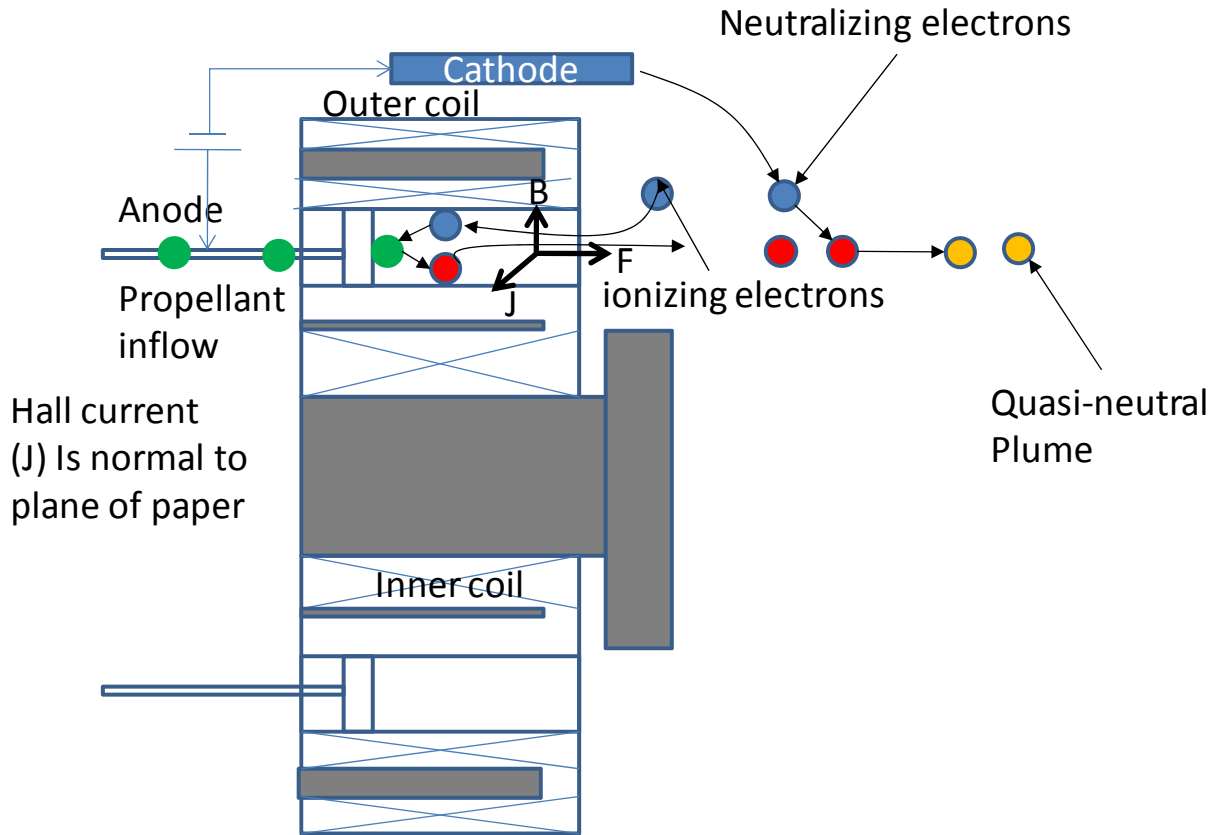 Neutralizing electrons
Cathode
Outer coil
B
Anode
F
ionizing electrons
J
Propellant
inflow
Hall current
(J) Is normal to
plane of paper
Quasi-neutral
Plume
Inner coil